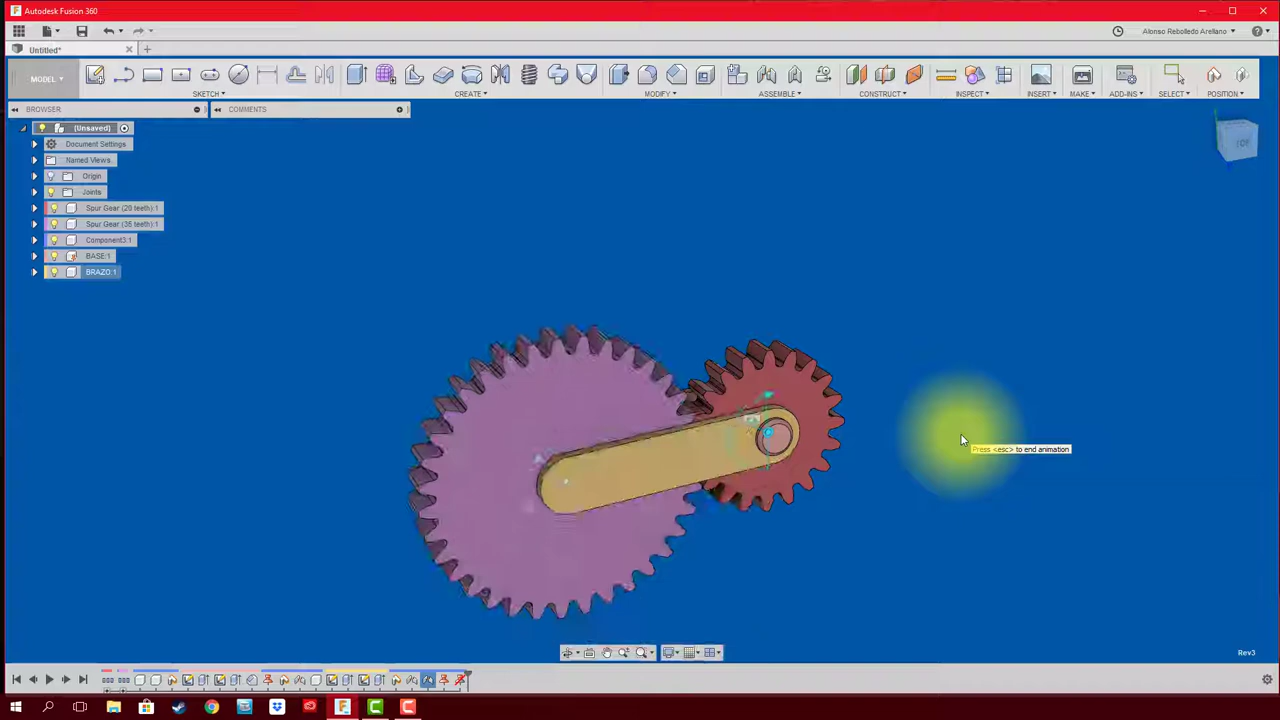 Autodesk Fusion 360
Alonso Rebolledo Arellano
Untitled*
MODEL
SKETCH
CREATE
MODIFY
ASSEMBLE
CONSTRUCT
INSPECT
INSERT
MAKE
ADD-INS
SELECT
POSITION
BROWSER
COMMENTS
(Unsaved)
Document Settings
Named Views
Origin
Joints
Spur Gear (20 teeth):1
Spur Gear (35 teeth):1
Component3:1
BASE:1
BRAZO:1
Press <esc> to end animation
Rev3